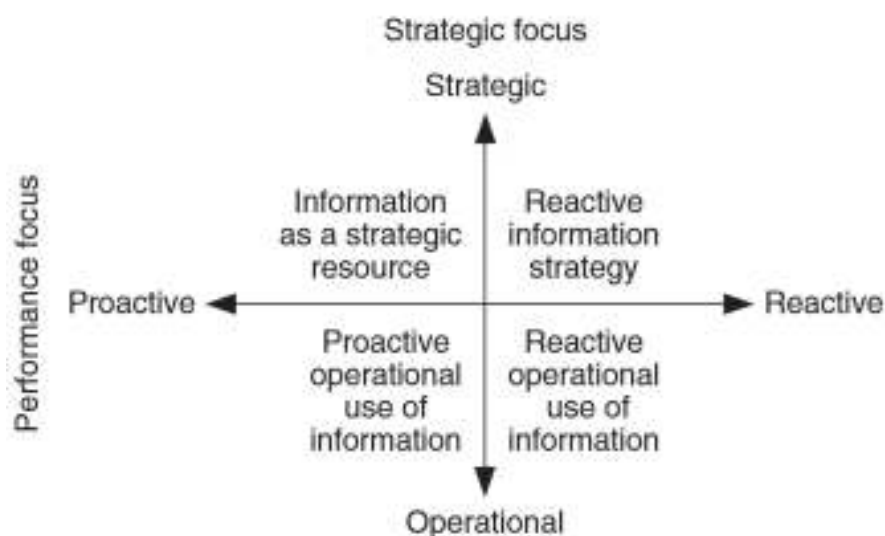 Strategic focus
Strategic
Performance focus
Information
as a strategic
resource
Reactive
information
strategy
Proactive
Reactive
Proactive
operational
use of
information
Reactive
operational
use of
information
Operational